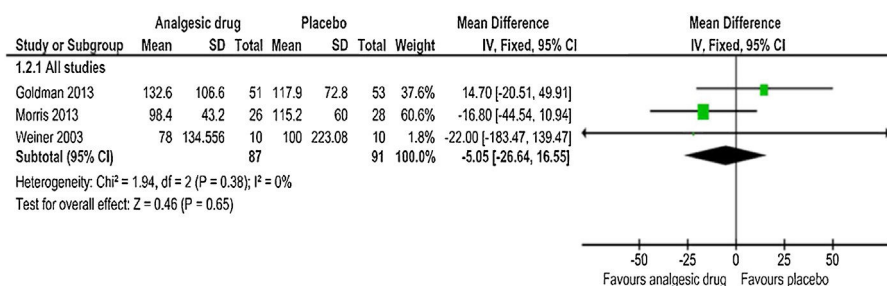 Analgesic drug Placebo Mean Difference Mean Difference
Study or Subgroup Mean SD Total Mean SD Total Weight IV, Fixed, 95% CI IV, Fixed, 95% CI
1.2.1 All studies
Goldman 2013 132.6 106.6 51 117.9 72.8 53 37.6% 14.70 [-20.51, 49.91]
Morris 2013 98.4 43.2 26 115.2 60 28 60.6% -16.80 [-44.54, 10.94]
Weiner 2003 78 134.556 10 100 223.08 10 1.8% -22.00 [-183.47, 139.47]
Subtotal (95% CI) 87 91 100.0% -5.05 [-26.64, 16.55]
Heterogeneity: Chi² = 1.94, df = 2 (P = 0.38); I² = 0%
Test for overall effect: Z = 0.46 (P = 0.65)
-50 -25 0 25 50
Favours analgesic drug Favours placebo